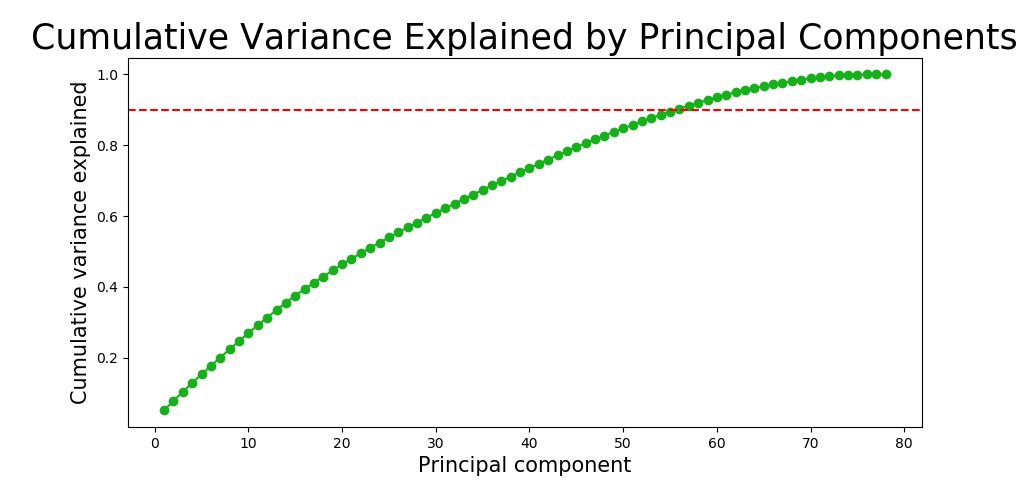 Cumulative Variance Explained by Principal Components
Cumulative variance explained
1.0
0.8
0.6
0.4
0.2
0 10 20 30 40 50 60 70 80
Principal component